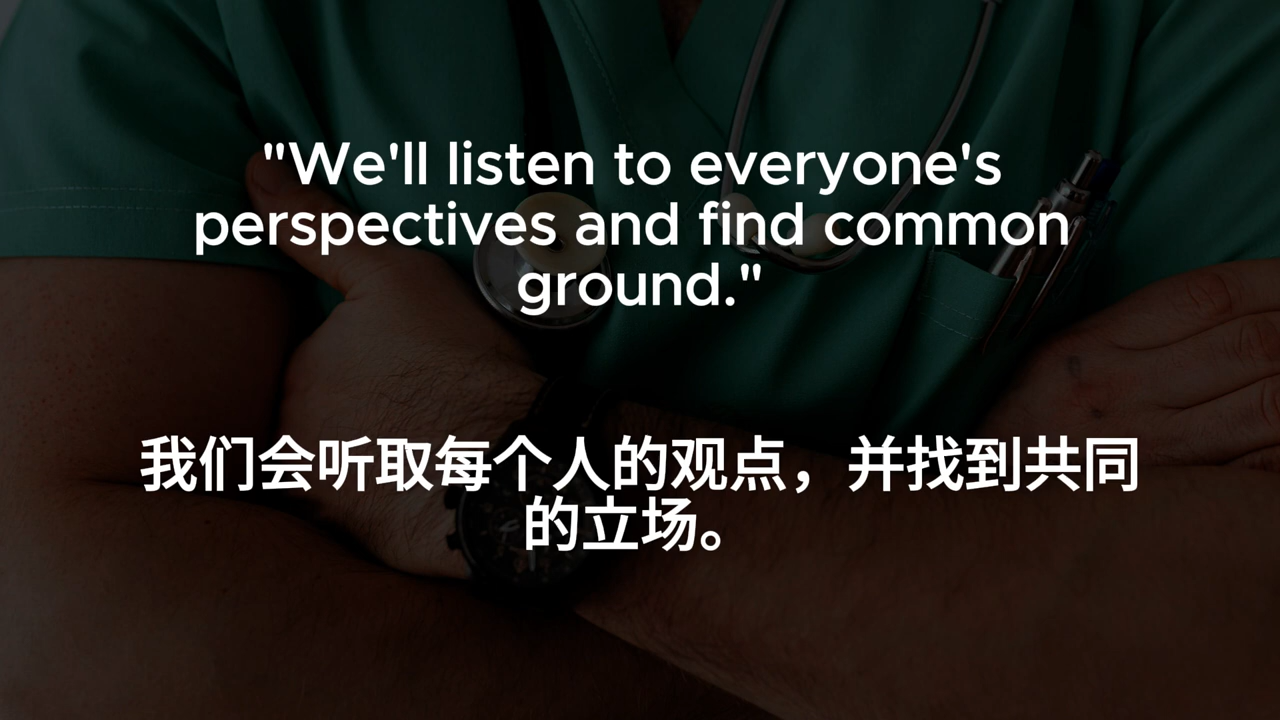 "We'll listen to everyone's
perspectives and find common
ground."
我们会听取每个人的观点，并找到共同
的立场。